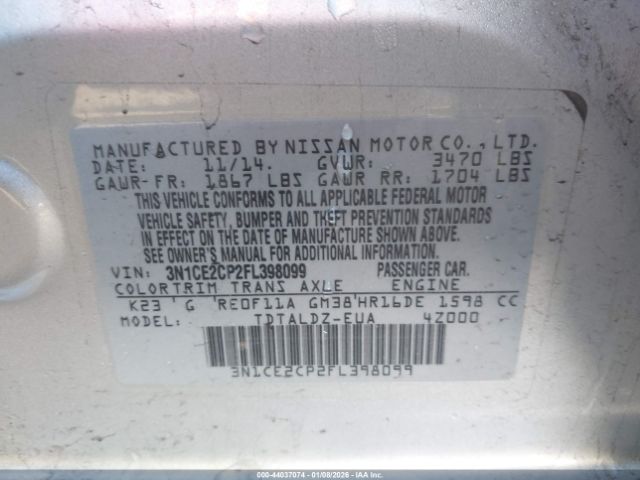 MANUFACTURED BY NISSAN MOTOR CO., LTD.
DATE: 11/14. GVWR: 3470 LBS
GAWR-FR: 1867 LBS GAWR RR: 1704 LBS
THIS VEHICLE CONFORMS TO ALL APPLICABLE FEDERAL MOTOR
VEHICLE SAFETY, BUMPER AND THEFT PREVENTION STANDARDS
IN EFFECT ON THE DATE OF MANUFACTURE SHOWN ABOVE.
SEE OWNER'S MANUAL FOR ADDITIONAL INFORMATION.
VIN: 3N1CE2CP2FL398099 PASSENGER CAR.
COLOR TRIM TRANS AXLE ENGINE
K23 G RE0F11A GM38 HR16DE 1598 CC
MODEL: TDTALDZ-EUA 4Z000
3N1CE2CP2FL398099
000-44037074 | 01/08/2026 | IAA Inc.